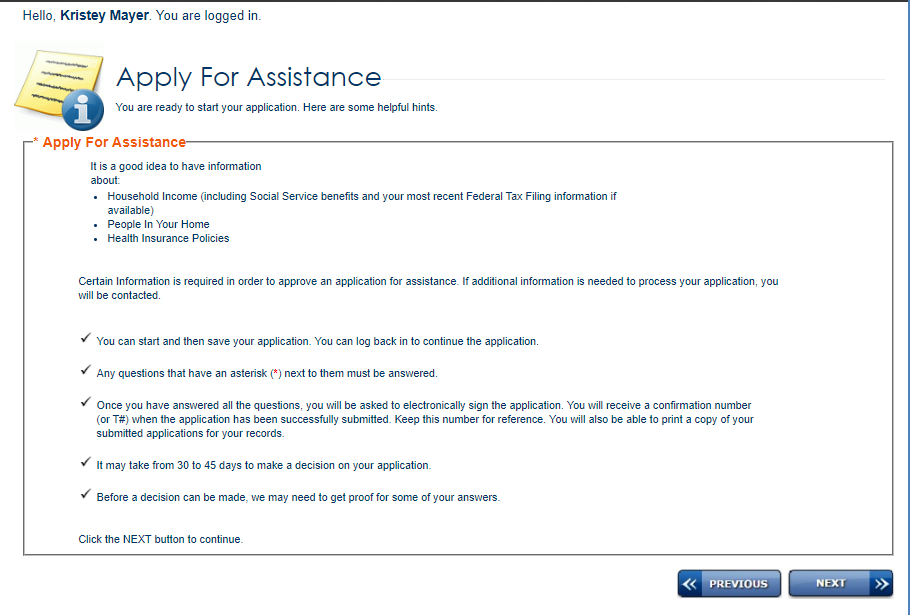 Hello, Kristey Mayer. You are logged in.
Apply For Assistance
You are ready to start your application. Here are some helpful hints.
* Apply For Assistance
It is a good idea to have information
about:
• Household Income (including Social Service benefits and your most recent Federal Tax Filing information if
available)
• People In Your Home
• Health Insurance Policies
Certain Information is required in order to approve an application for assistance. If additional information is needed to process your application, you
will be contacted.
✓ You can start and then save your application. You can log back in to continue the application.
✓ Any questions that have an asterisk (*) next to them must be answered.
✓ Once you have answered all the questions, you will be asked to electronically sign the application. You will receive a confirmation number
(or T#) when the application has been successfully submitted. Keep this number for reference. You will also be able to print a copy of your
submitted applications for your records.
✓ It may take from 30 to 45 days to make a decision on your application.
✓ Before a decision can be made, we may need to get proof for some of your answers.
Click the NEXT button to continue.
« PREVIOUS NEXT »